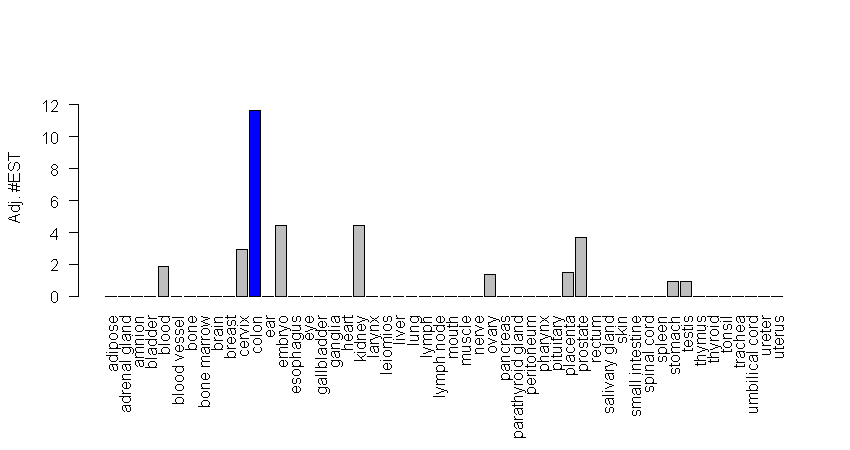 Adj. #EST
12
10
8
6
4
2
0
adipose
adrenal gland
amnion
bladder
blood
blood vessel
bone
bone marrow
brain
breast
cervix
colon
ear
embryo
esophagus
eye
gallbladder
ganglia
heart
kidney
larynx
leiomios
liver
lung
lymph
lymph node
mouth
muscle
nerve
ovary
pancreas
parathyroid gland
peritoneum
pharynx
pituitary
placenta
prostate
rectum
salivary gland
skin
small intestine
spinal cord
spleen
stomach
testis
thymus
thyroid
tonsil
trachea
umbilical cord
ureter
uterus